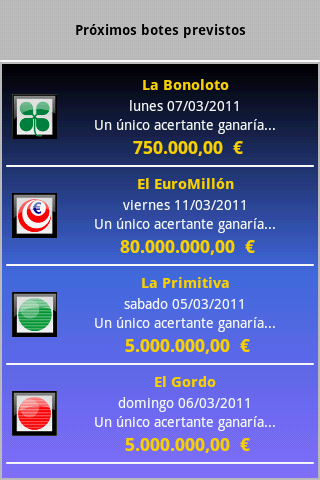 Próximos botes previstos
La Bonoloto
lunes 07/03/2011
Un único acertante ganaría...
750.000,00 €
El EuroMillón
viernes 11/03/2011
Un único acertante ganaría...
80.000.000,00 €
La Primitiva
sabado 05/03/2011
Un único acertante ganaría...
5.000.000,00 €
El Gordo
domingo 06/03/2011
Un único acertante ganaría...
5.000.000,00 €